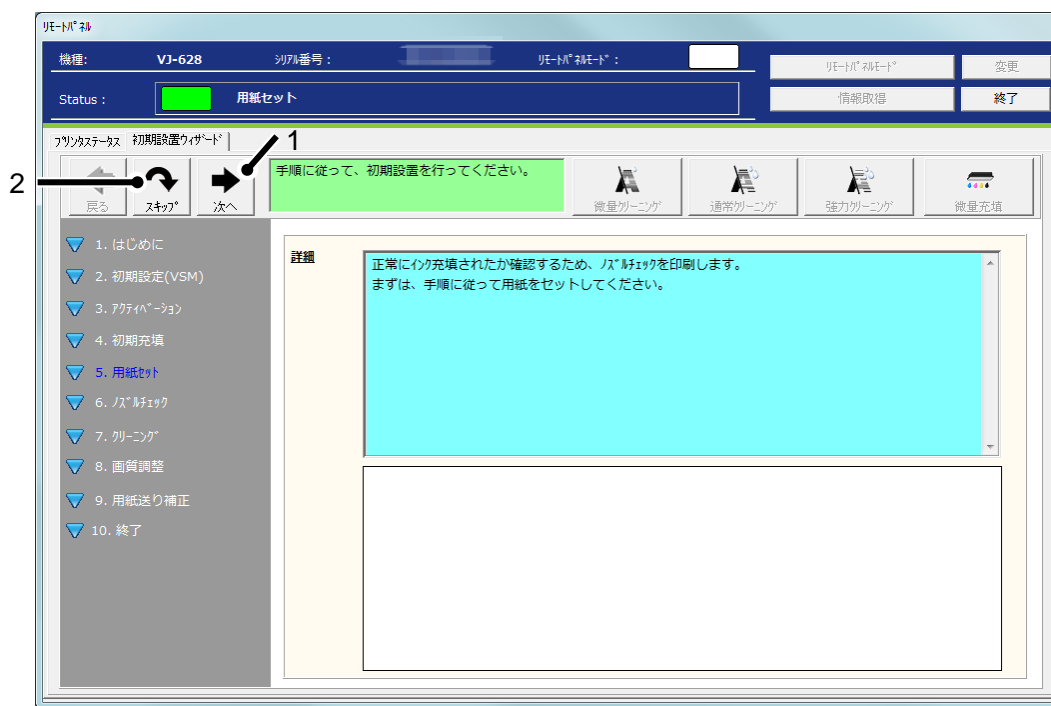 ﾘﾓｰﾄﾊﾟﾈﾙ
機種: VJ-628 ｼﾘｱﾙ番号： ﾘﾓｰﾄﾊﾟﾈﾙﾓｰﾄﾞ：
ﾘﾓｰﾄﾊﾟﾈﾙﾓｰﾄﾞ 変更
Status : 用紙セット 情報取得 終了
ﾌﾟﾘﾝﾀｽﾃｰﾀｽ 初期設置ｳｨｻﾞｰﾄﾞ 1
2 戻る ｽｷｯﾌﾟ 次へ
手順に従って、初期設置を行ってください。
微量ｸﾘｰﾆﾝｸﾞ 通常ｸﾘｰﾆﾝｸﾞ 強力ｸﾘｰﾆﾝｸﾞ 微量充填
1. はじめに
2. 初期設定(VSM)
3. ｱｸﾃｨﾍﾞｰｼｮﾝ
4. 初期充填
5. 用紙ｾｯﾄ
6. ﾉｽﾞﾙﾁｪｯｸ
7. ｸﾘｰﾆﾝｸﾞ
8. 画質調整
9. 用紙送り補正
10. 終了
詳細
正常にｲﾝｸ充填されたか確認するため、ﾉｽﾞﾙﾁｪｯｸを印刷します。
まずは、手順に従って用紙をセットしてください。